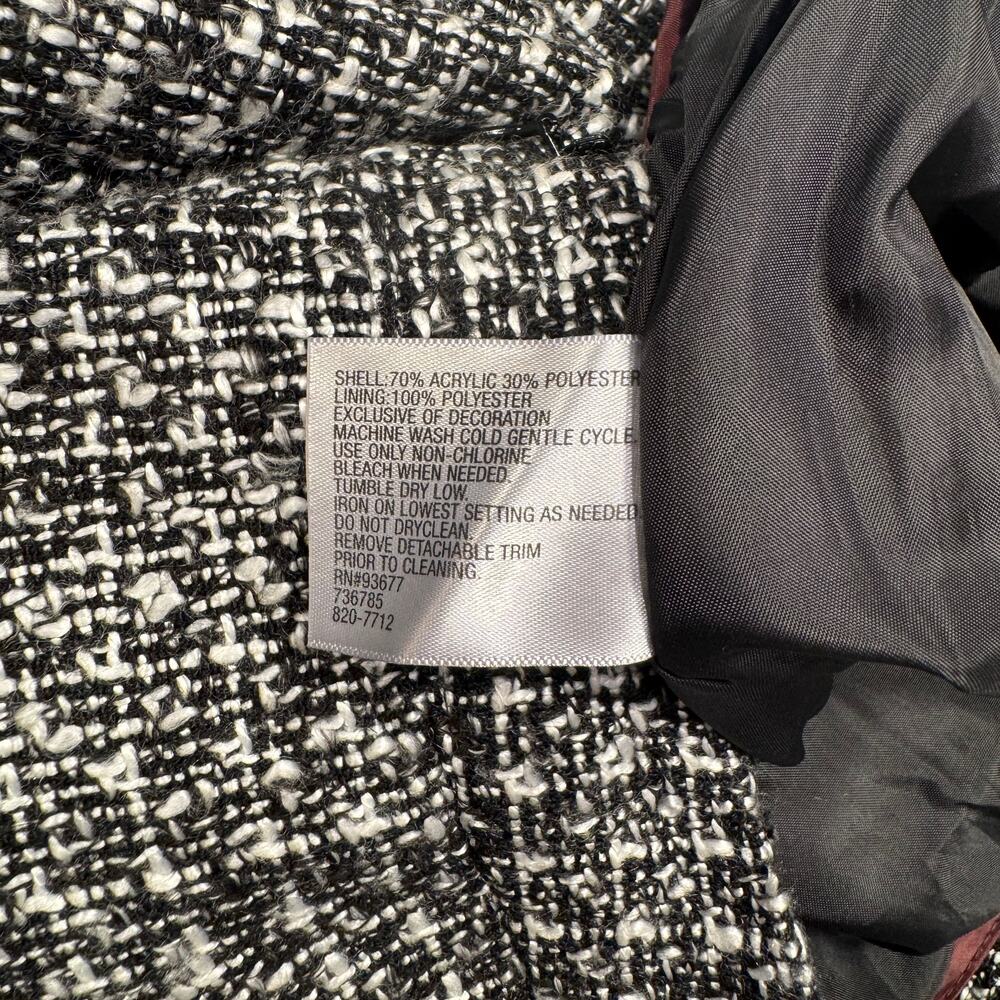 SHELL:70% ACRYLIC 30% POLYESTER
LINING:100% POLYESTER
EXCLUSIVE OF DECORATION
MACHINE WASH COLD GENTLE CYCLE.
USE ONLY NON-CHLORINE
BLEACH WHEN NEEDED.
TUMBLE DRY LOW.
IRON ON LOWEST SETTING AS NEEDED.
DO NOT DRYCLEAN.
REMOVE DETACHABLE TRIM
PRIOR TO CLEANING.
RN#93677
736785
820-7712